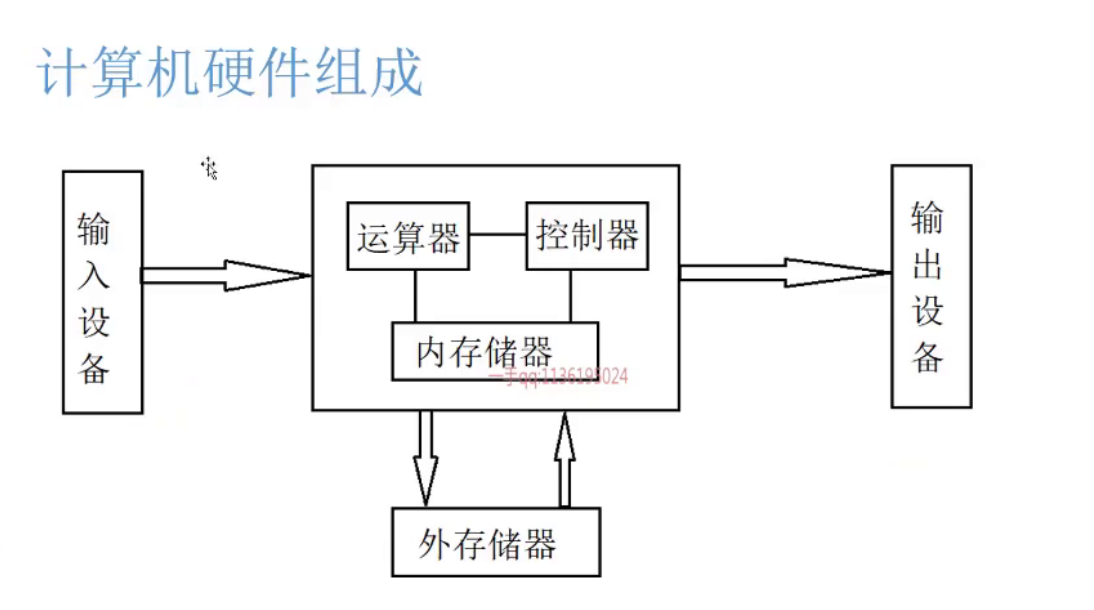 计算机硬件组成
输入设备
运算器
控制器
内存储器
一手qq:1136193024
外存储器
输出设备